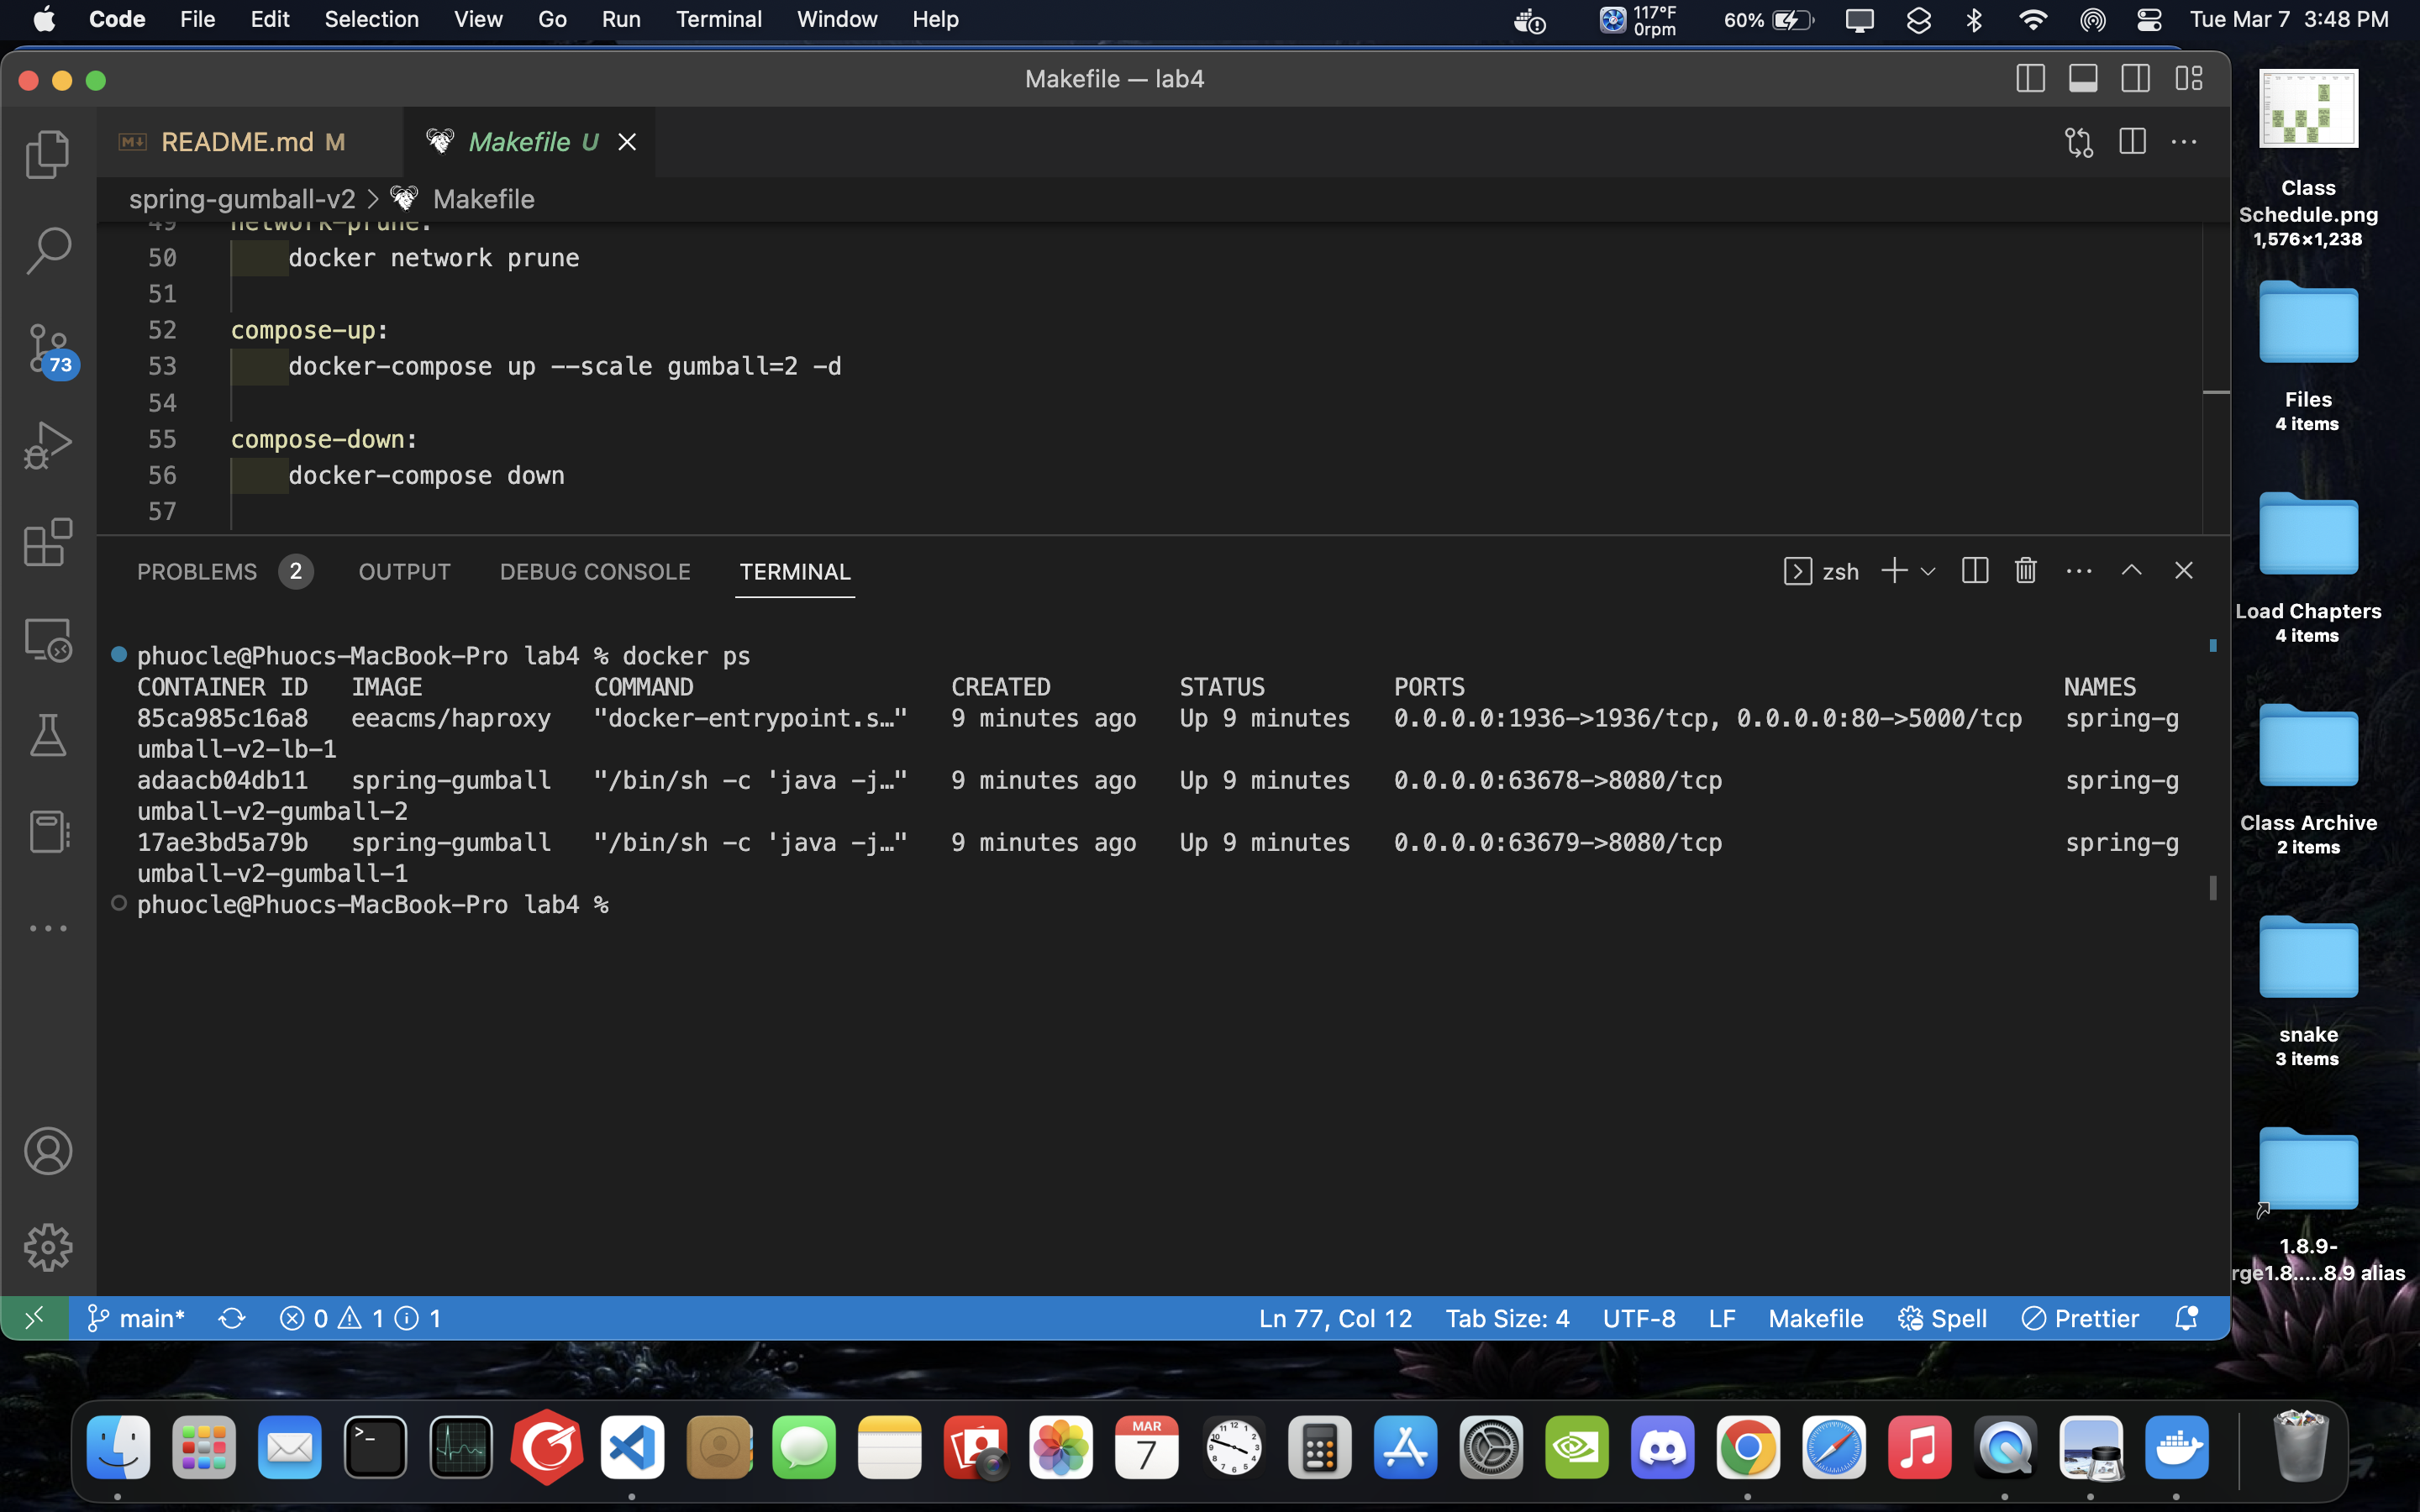 Code File Edit Selection View Go Run Terminal Window Help 117°F 0rpm 60% Tue Mar 7 3:48 PM
Makefile — lab4
README.md M Makefile U
spring-gumball-v2 > Makefile
49 network-prune:
50 docker network prune
51
52 compose-up:
53 docker-compose up --scale gumball=2 -d
54
55 compose-down:
56 docker-compose down
57
73
PROBLEMS 2 OUTPUT DEBUG CONSOLE TERMINAL zsh
phuocle@Phuocs-MacBook-Pro lab4 % docker ps
CONTAINER ID IMAGE COMMAND CREATED STATUS PORTS NAMES
85ca985c16a8 eeacms/haproxy "docker-entrypoint.s…" 9 minutes ago Up 9 minutes 0.0.0.0:1936->1936/tcp, 0.0.0.0:80->5000/tcp spring-g
umball-v2-lb-1
adaacb04db11 spring-gumball "/bin/sh -c 'java -j…" 9 minutes ago Up 9 minutes 0.0.0.0:63678->8080/tcp spring-g
umball-v2-gumball-2
17ae3bd5a79b spring-gumball "/bin/sh -c 'java -j…" 9 minutes ago Up 9 minutes 0.0.0.0:63679->8080/tcp spring-g
umball-v2-gumball-1
phuocle@Phuocs-MacBook-Pro lab4 %
main* 0 1 1 Ln 77, Col 12 Tab Size: 4 UTF-8 LF Makefile Spell Prettier
Class
Schedule.png
1,576×1,238
Files
4 items
Load Chapters
4 items
Class Archive
2 items
snake
3 items
1.8.9-
rge1.8.....8.9 alias
MAR
7